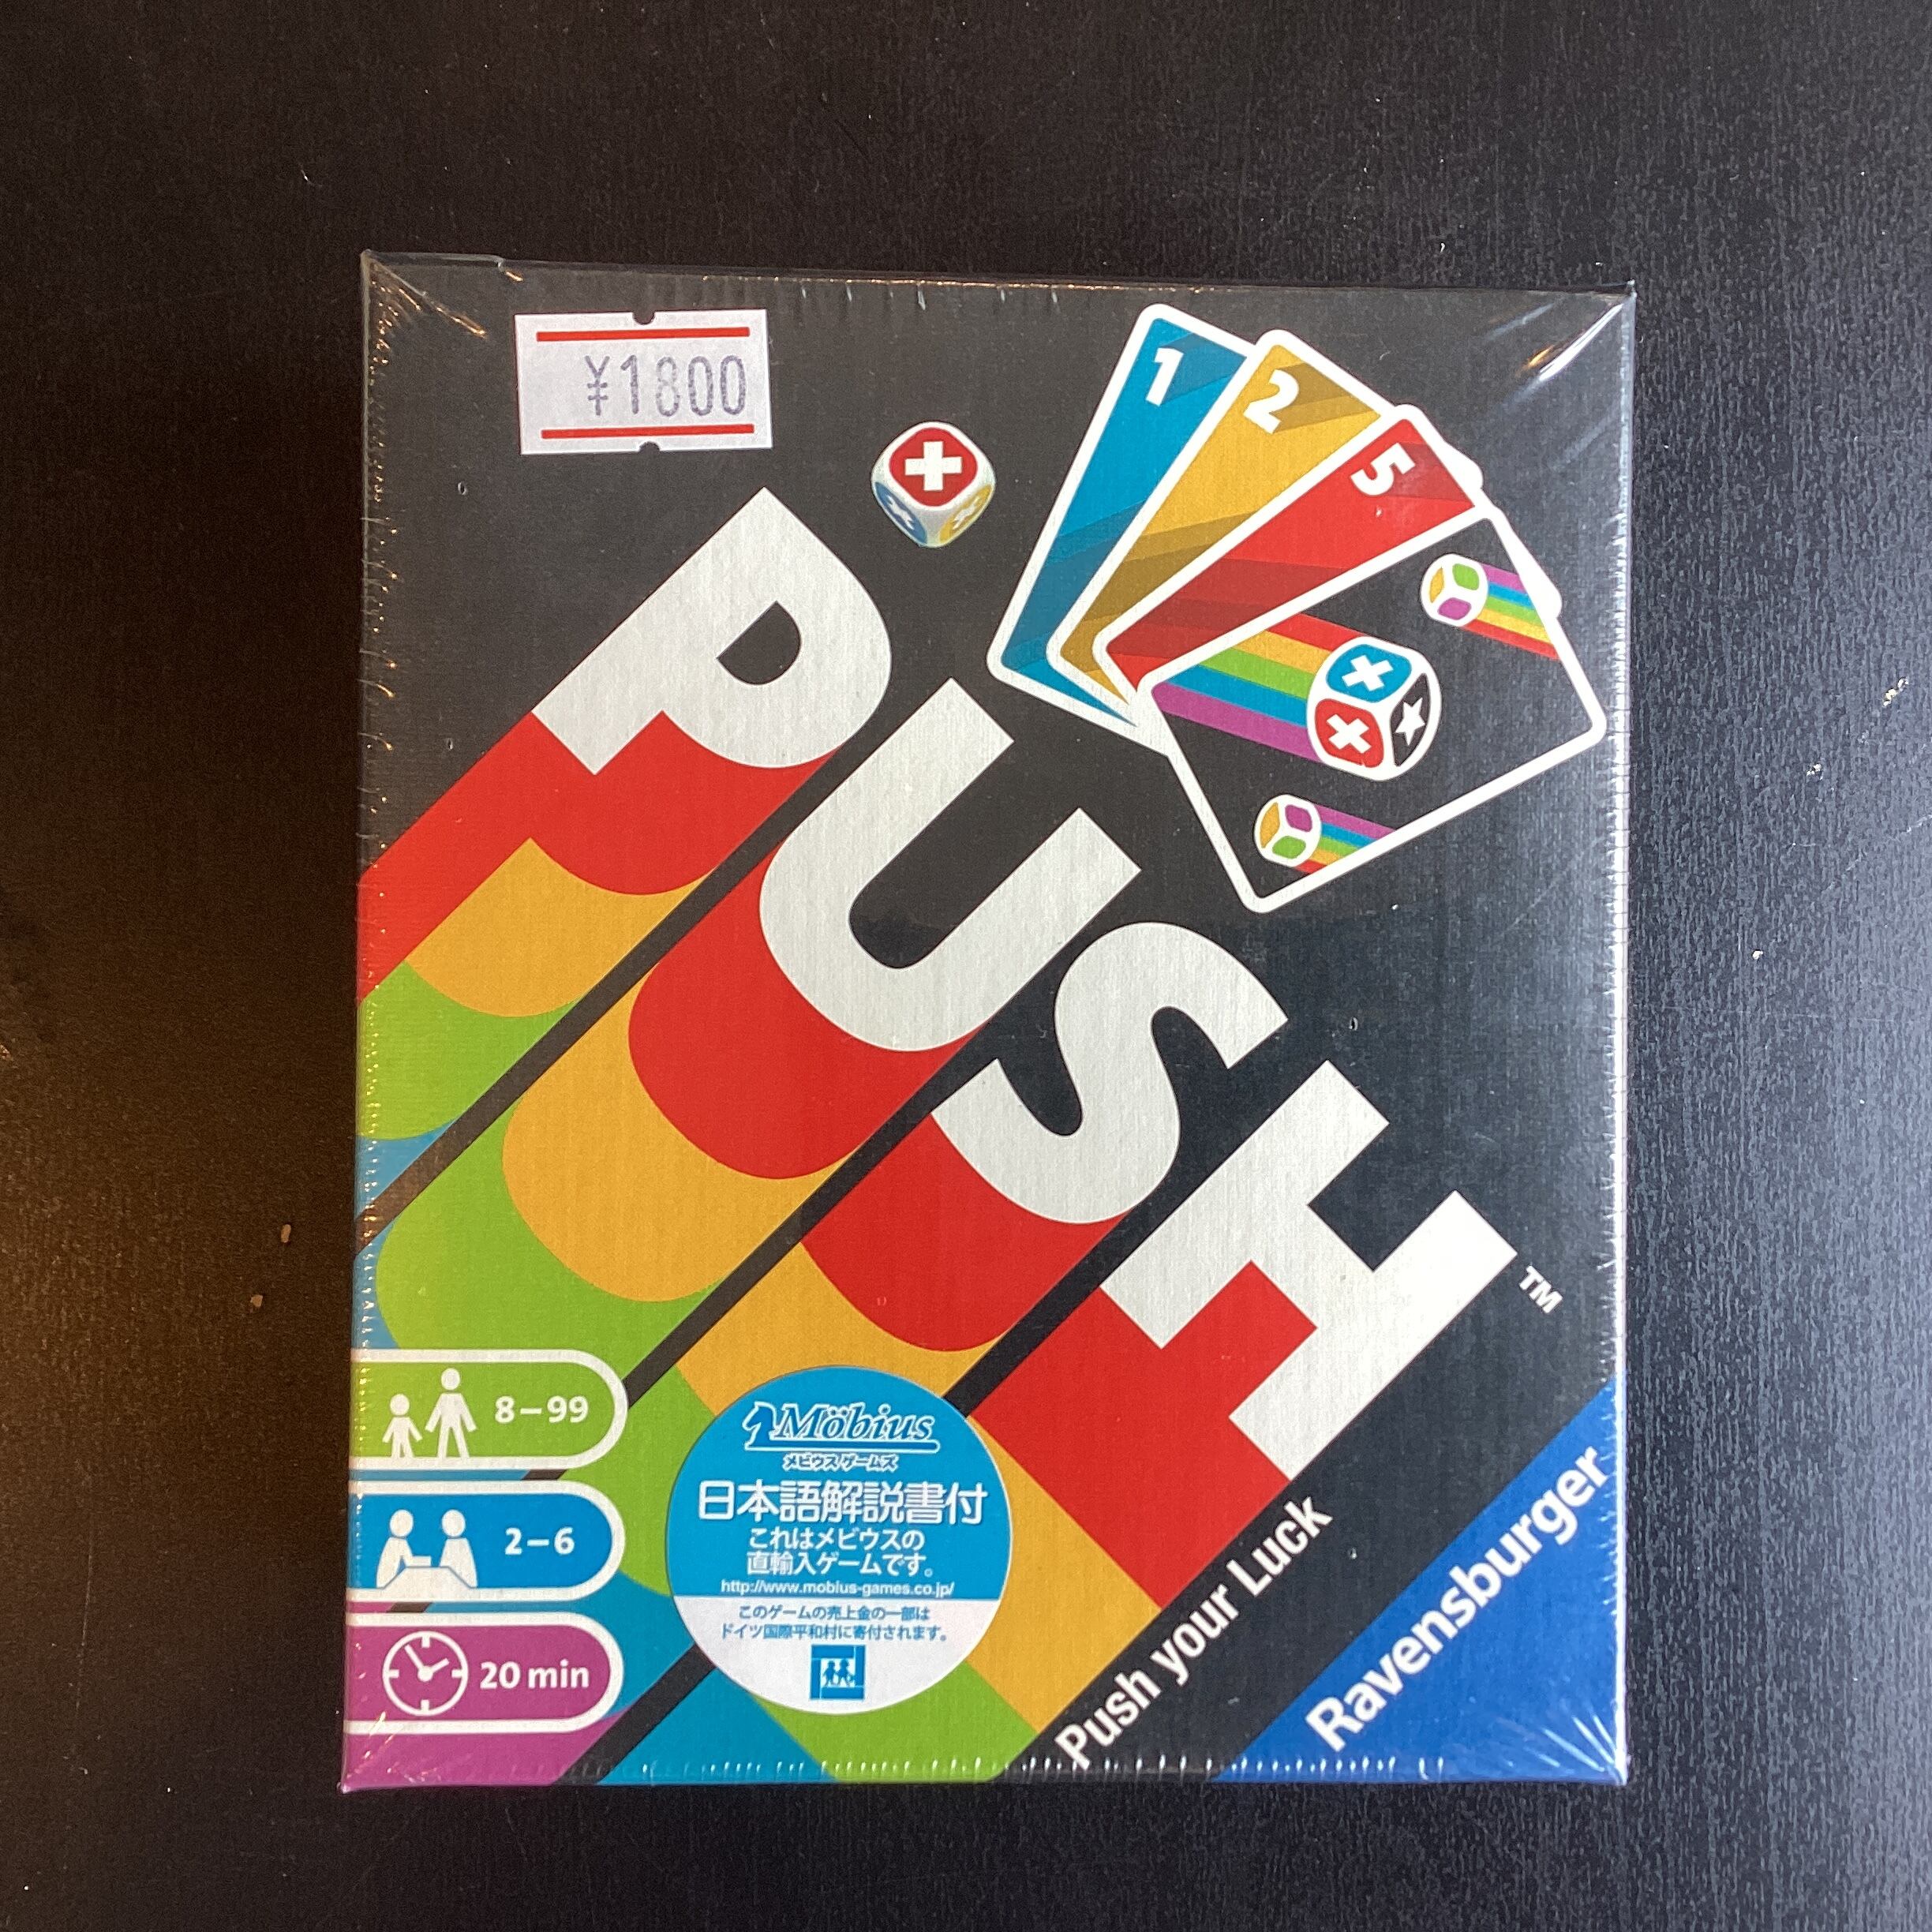 ¥1800
1
2
5
PUSH
TM
8-99
2-6
20 min
Möbius
メビウスゲームズ
日本語解説書付
これはメビウスの
直輸入ゲームです。
http://www.mobius-games.co.jp/
このゲームの売上金の一部は
ドイツ国際平和村に寄付されます。
Push your Luck
Ravensburger